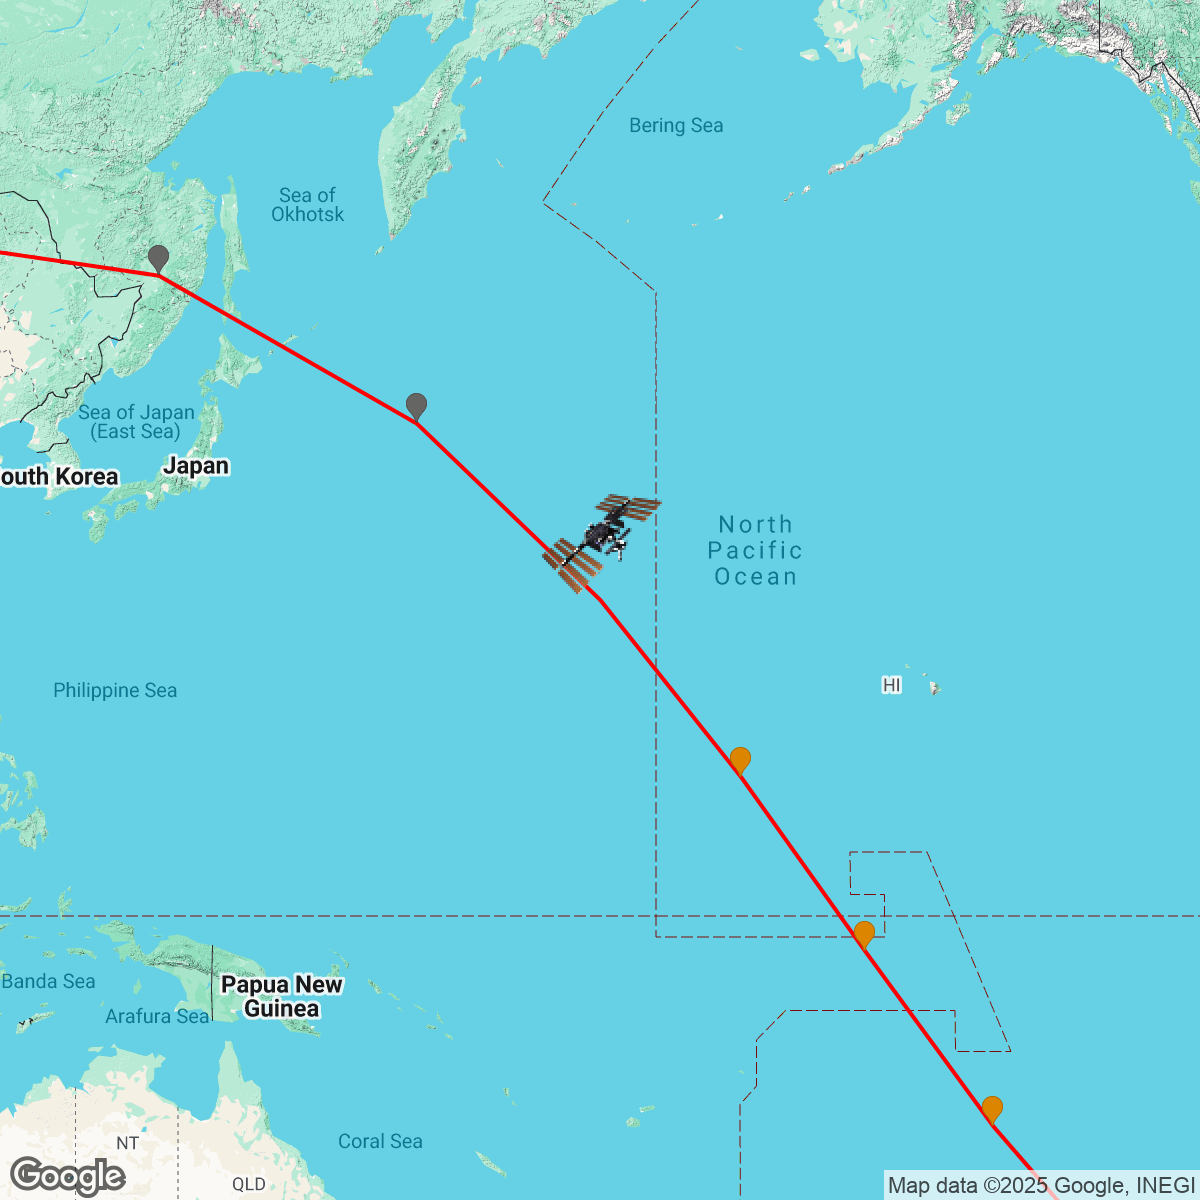 Bering Sea
Sea of
Okhotsk
Sea of Japan
(East Sea)
Japan
outh Korea
North
Pacific
Ocean
HI
Philippine Sea
Banda Sea
Papua New
Guinea
Arafura Sea
NT
Coral Sea
QLD
Google
Map data ©2025 Google, INEGI